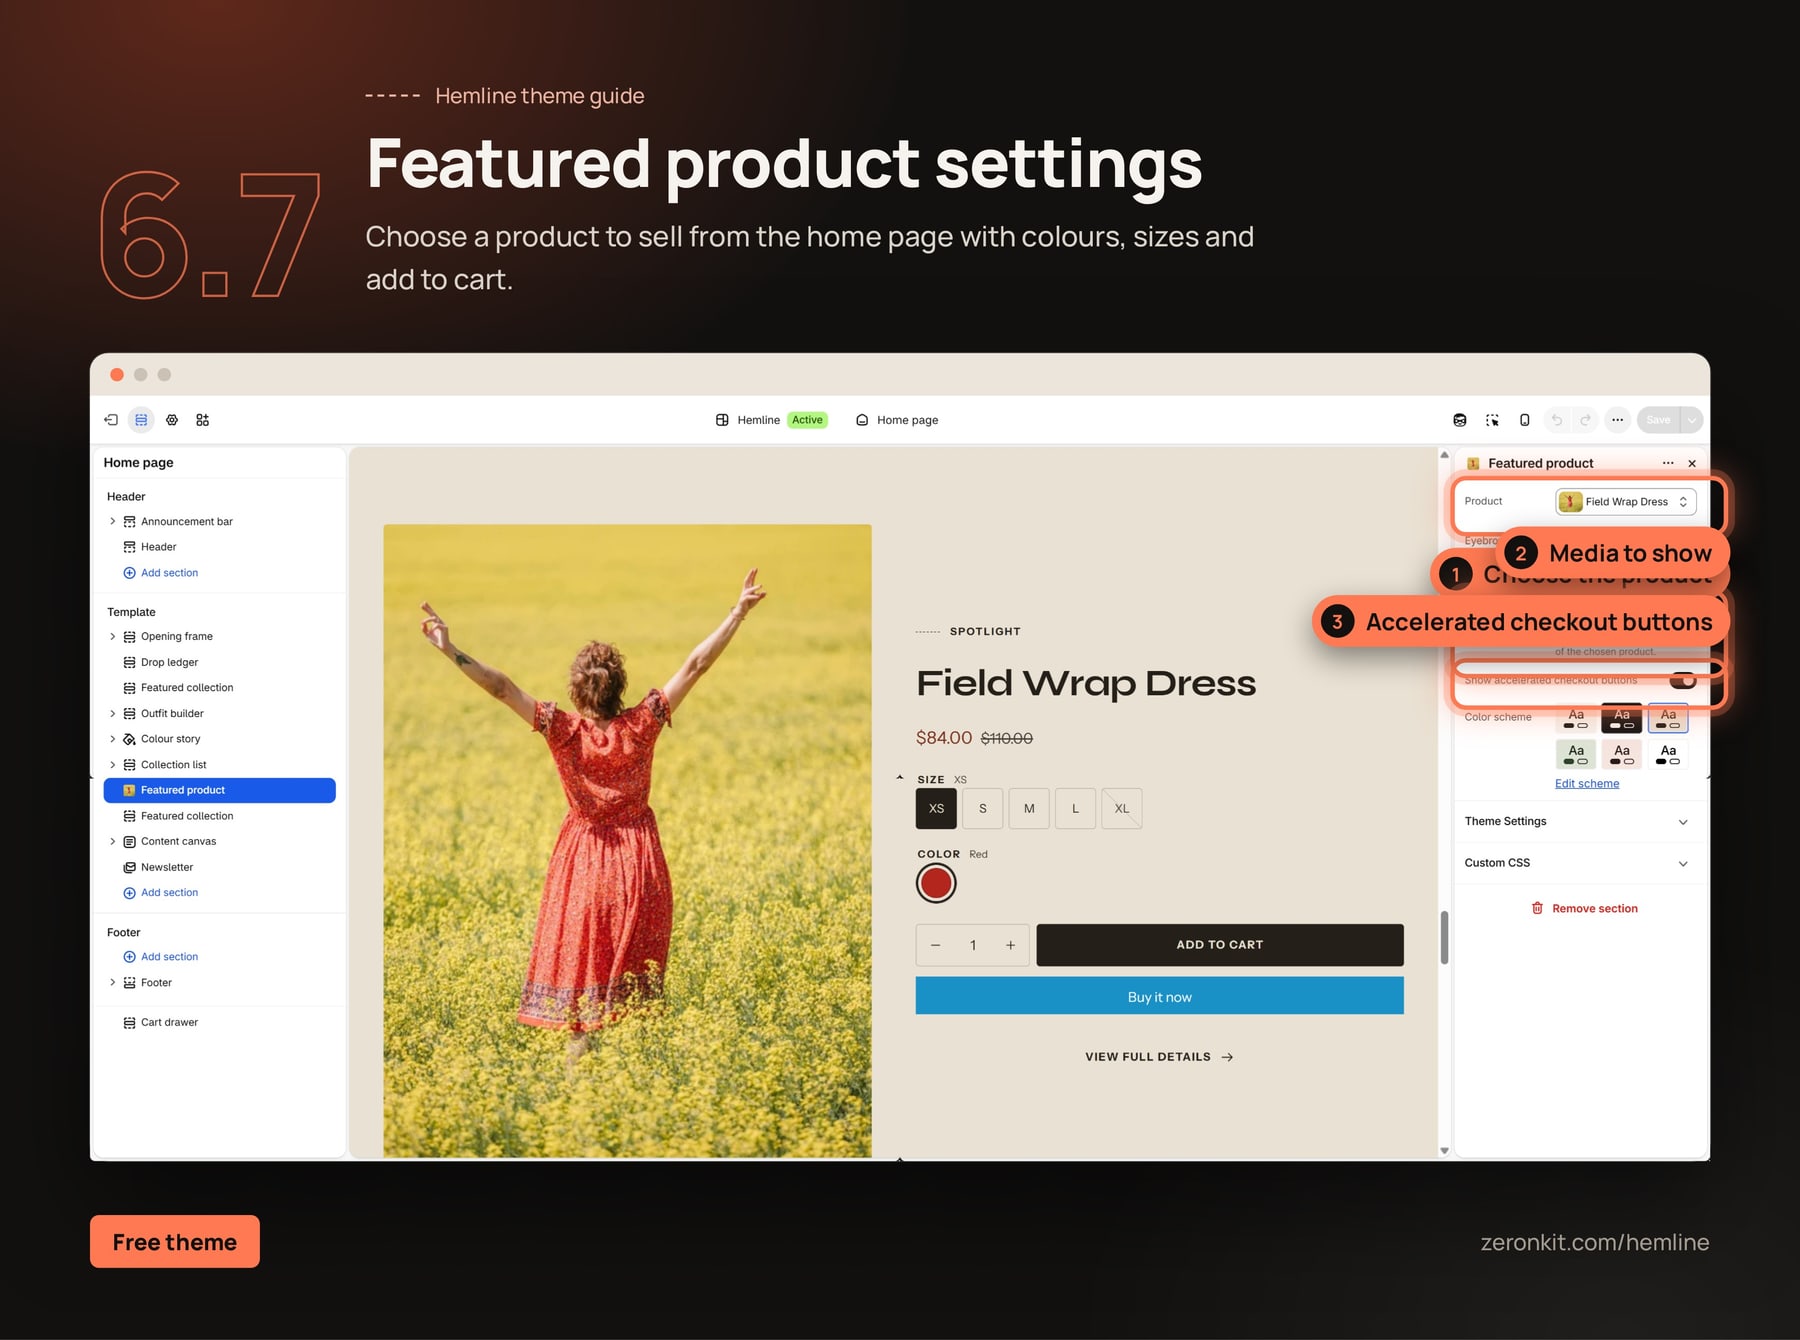 Hemline theme guide
6.7
Featured product settings
Choose a product to sell from the home page with colours, sizes and
add to cart.
Hemline Active Home page
Save
Home page
Header
Announcement bar
Header
Add section
Template
Opening frame
Drop ledger
Featured collection
Outfit builder
Colour story
Collection list
Featured product
Featured collection
Content canvas
Newsletter
Add section
Footer
Add section
Footer
Cart drawer
SPOTLIGHT
Field Wrap Dress
$84.00 $110.00
SIZE XS
XS S M L XL
COLOR Red
− 1 +
ADD TO CART
Buy it now
VIEW FULL DETAILS →
Featured product
Product Field Wrap Dress
2 Media to show
1 Choose the product
3 Accelerated checkout buttons
of the chosen product.
Show accelerated checkout buttons
Color scheme
Aa Aa Aa
Aa Aa Aa
Edit scheme
Theme Settings
Custom CSS
Remove section
Free theme
zeronkit.com/hemline